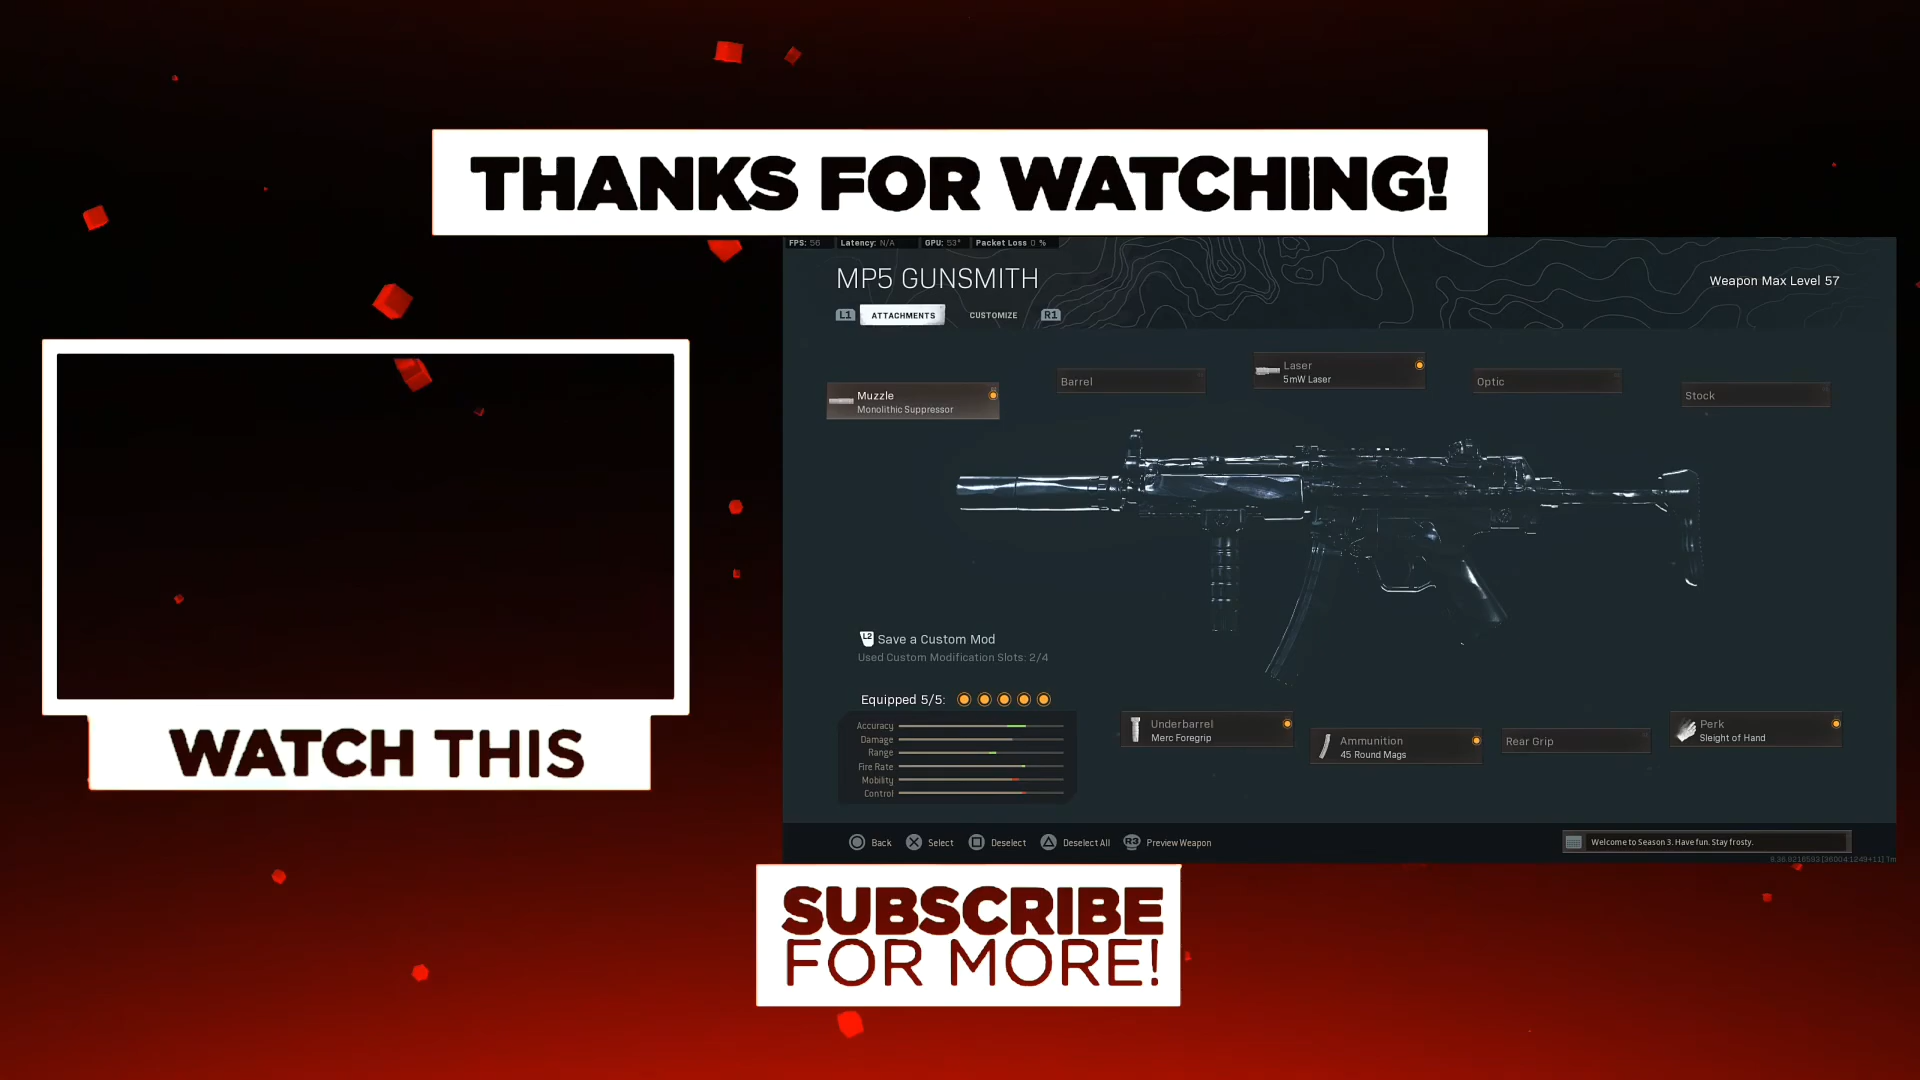 THANKS FOR WATCHING!
FPS: 56 Latency: N/A GPU: 53° Packet Loss 0 %
MP5 GUNSMITH
Weapon Max Level 57
L1 ATTACHMENTS CUSTOMIZE R1
Muzzle
Monolithic Suppressor
Barrel
Laser
5mW Laser
Optic
Stock
L2 Save a Custom Mod
Used Custom Modification Slots: 2/4
Equipped 5/5:
Accuracy
Damage
Range
Fire Rate
Mobility
Control
Underbarrel
Merc Foregrip
Ammunition
45 Round Mags
Rear Grip
Perk
Sleight of Hand
Back Select Deselect Deselect All R3 Preview Weapon
Welcome to Season 3. Have fun. Stay frosty.
WATCH THIS
SUBSCRIBE
FOR MORE!